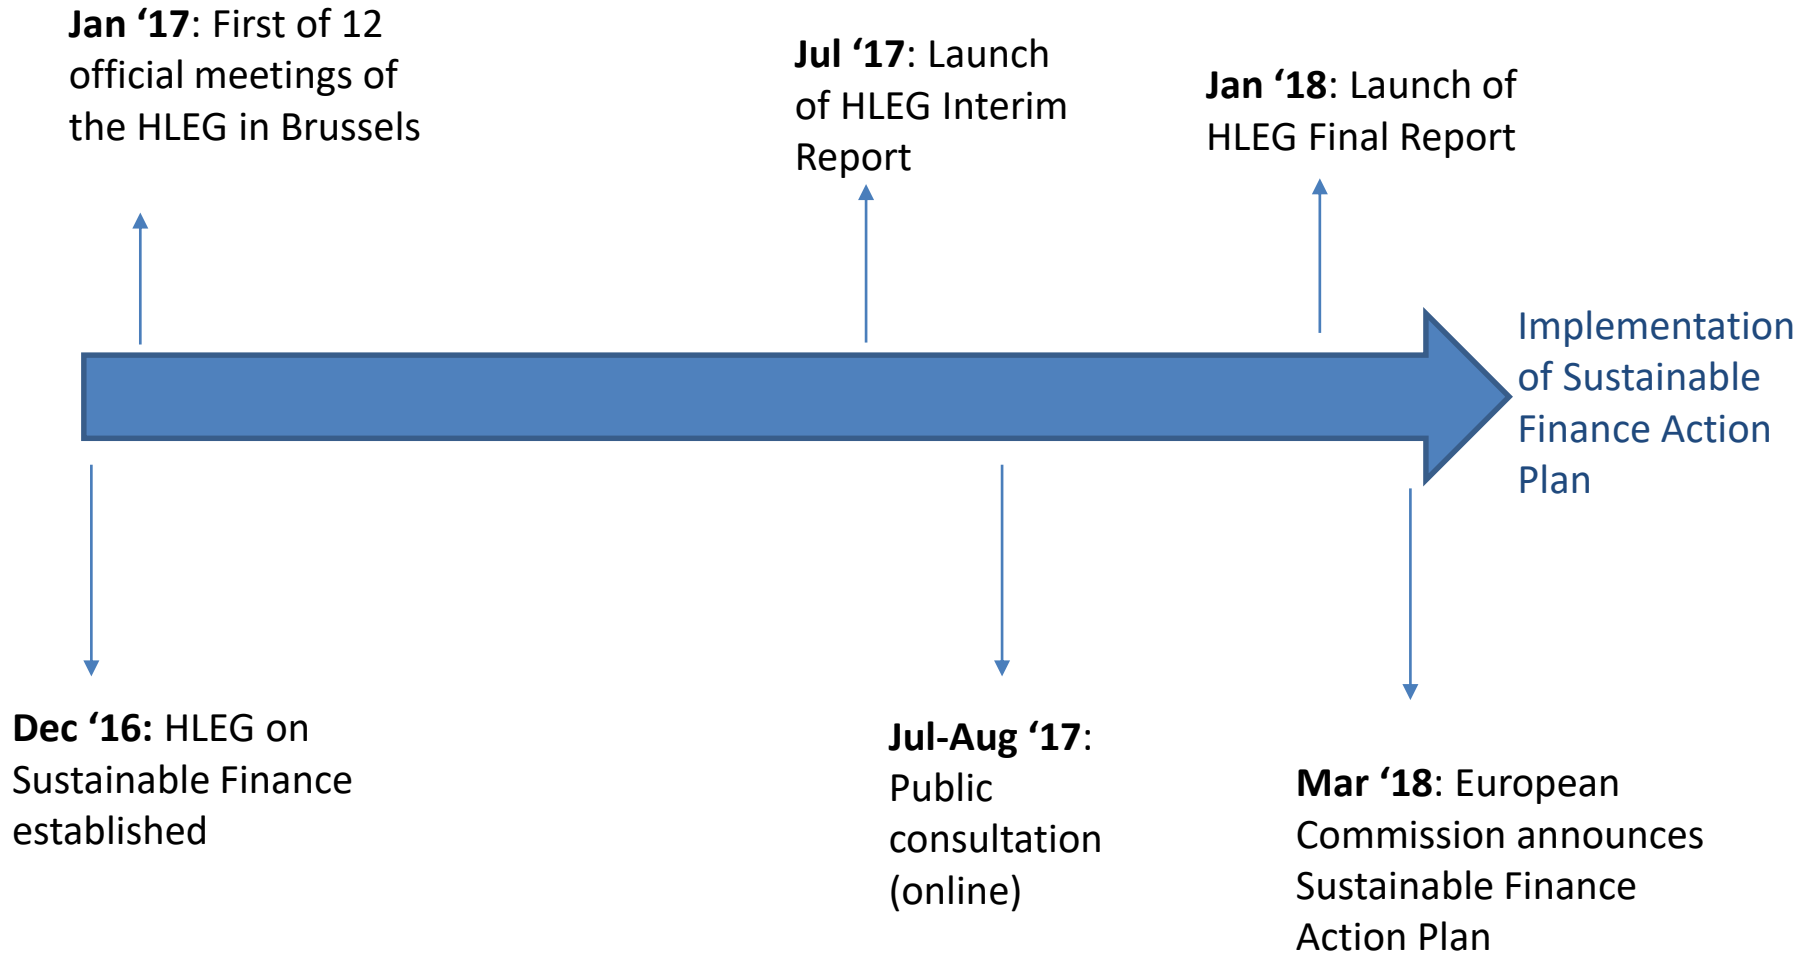 Jan ‘17: First of 12
official meetings of
the HLEG in Brussels
Jul ‘17: Launch
of HLEG Interim
Report
Jan ‘18: Launch of
HLEG Final Report
Implementation
of Sustainable
Finance Action
Plan
Dec ‘16: HLEG on
Sustainable Finance
established
Jul-Aug ‘17:
Public
consultation
(online)
Mar ‘18: European
Commission announces
Sustainable Finance
Action Plan